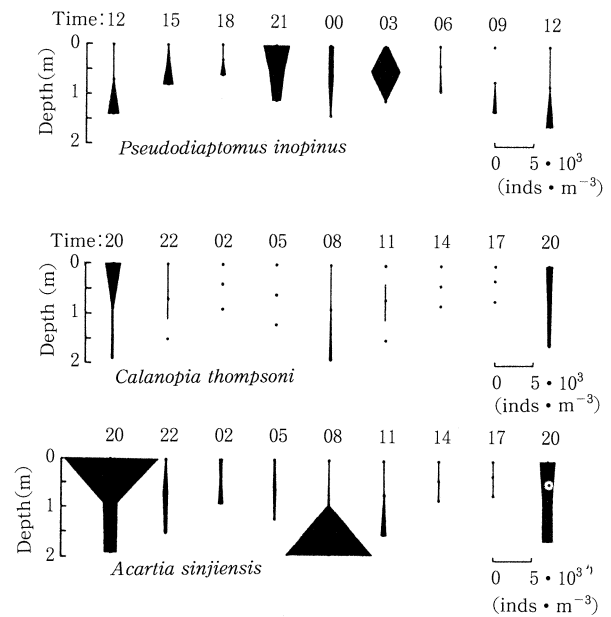 Time: 12 15 18 21 00 03 06 09 12
0
1
2
Depth(m)
Pseudodiaptomus inopinus
0 5・10³
(inds・m⁻³)
Time: 20 22 02 05 08 11 14 17 20
0
1
2
Depth (m)
Calanopia thompsoni
0 5・10³
(inds・m⁻³)
20 22 02 05 08 11 14 17 20
0
1
2
Depth(m)
Acartia sinjiensis
0 5・10³
(inds・m⁻³)